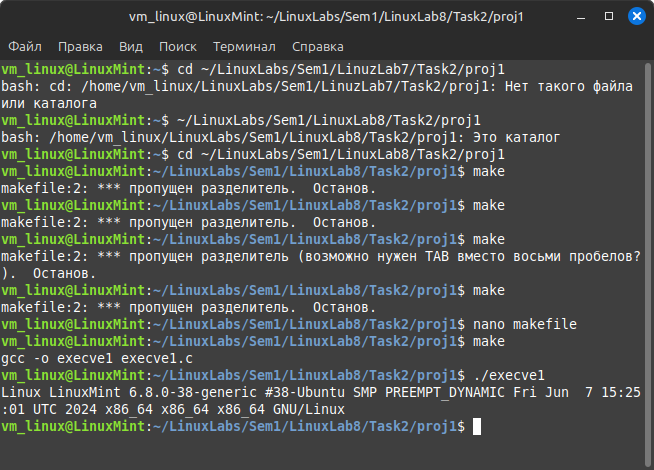 vm_linux@LinuxMint: ~/LinuxLabs/Sem1/LinuxLab8/Task2/proj1
Файл Правка Вид Поиск Терминал Справка
vm_linux@LinuxMint:~$ cd ~/LinuxLabs/Sem1/LinuzLab7/Task2/proj1
bash: cd: /home/vm_linux/LinuxLabs/Sem1/LinuzLab7/Task2/proj1: Нет такого файла
или каталога
vm_linux@LinuxMint:~$ ~/LinuxLabs/Sem1/LinuxLab8/Task2/proj1
bash: /home/vm_linux/LinuxLabs/Sem1/LinuxLab8/Task2/proj1: Это каталог
vm_linux@LinuxMint:~$ cd ~/LinuxLabs/Sem1/LinuxLab8/Task2/proj1
vm_linux@LinuxMint:~/LinuxLabs/Sem1/LinuxLab8/Task2/proj1$ make
makefile:2: *** пропущен разделитель.  Останов.
vm_linux@LinuxMint:~/LinuxLabs/Sem1/LinuxLab8/Task2/proj1$ make
makefile:2: *** пропущен разделитель.  Останов.
vm_linux@LinuxMint:~/LinuxLabs/Sem1/LinuxLab8/Task2/proj1$ make
makefile:2: *** пропущен разделитель (возможно нужен TAB вместо восьми пробелов?
).  Останов.
vm_linux@LinuxMint:~/LinuxLabs/Sem1/LinuxLab8/Task2/proj1$ make
makefile:2: *** пропущен разделитель.  Останов.
vm_linux@LinuxMint:~/LinuxLabs/Sem1/LinuxLab8/Task2/proj1$ nano makefile
vm_linux@LinuxMint:~/LinuxLabs/Sem1/LinuxLab8/Task2/proj1$ make
gcc -o execve1 execve1.c
vm_linux@LinuxMint:~/LinuxLabs/Sem1/LinuxLab8/Task2/proj1$ ./execve1
Linux LinuxMint 6.8.0-38-generic #38-Ubuntu SMP PREEMPT_DYNAMIC Fri Jun  7 15:25
:01 UTC 2024 x86_64 x86_64 x86_64 GNU/Linux
vm_linux@LinuxMint:~/LinuxLabs/Sem1/LinuxLab8/Task2/proj1$